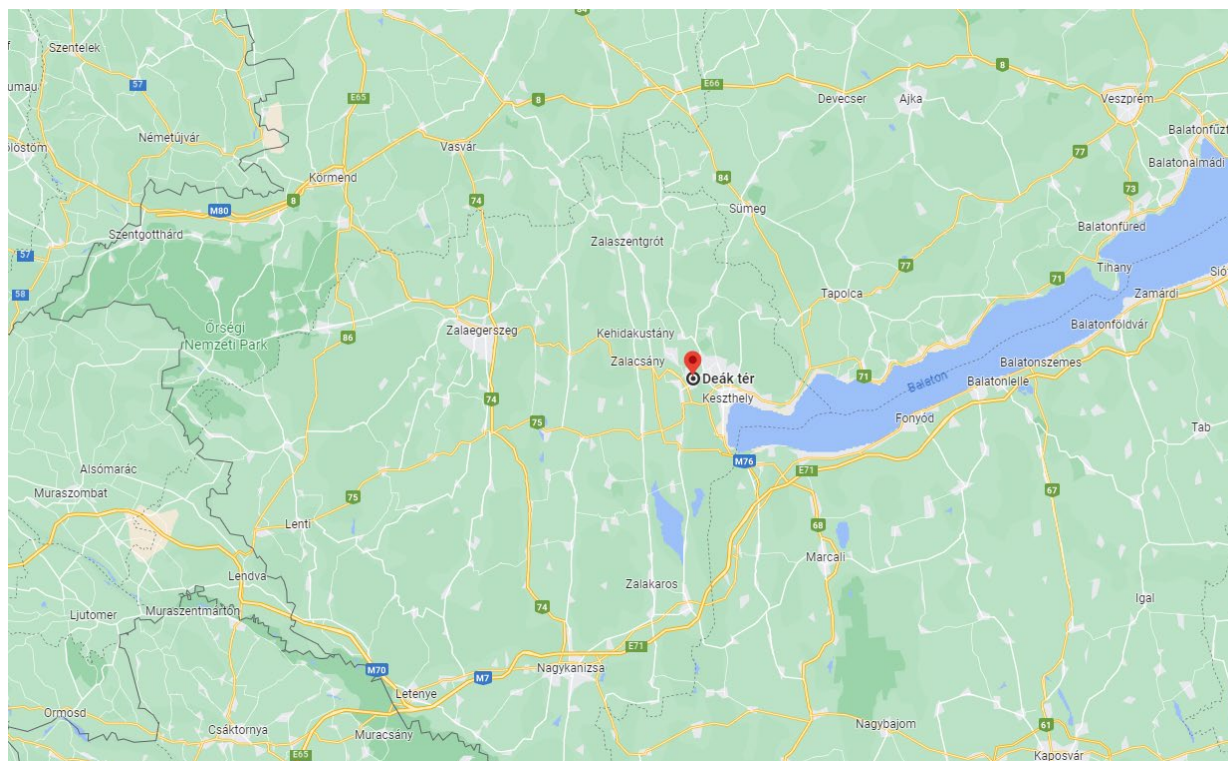 84
Szentelek
E65
E66
8
57
8
Devecser
Ajka
Veszprém
Németújvár
Balatonfűzf
Vasvár
77
Balatonalmádi
Körmend
84
73
8
74
M80
Sümeg
Szentgotthárd
Balatonfüred
Zalaszentgrót
57
77
Tihany
71
58
Tapolca
Zamárdi
Őrségi
Nemzeti Park
86
Zalaegerszeg
Kehidakustány
Balatonföldvár
Zalacsány
Balatonszemes
Deák tér
71
Balaton
Balatonlelle
74
Keszthely
75
Fonyód
Tab
M76
E71
Alsómarác
Muraszombat
75
67
Lenti
68
Marcali
Lendva
Zalakaros
Ljutomer
Muraszentmárton
74
Igal
E71
M70
Nagykanizsa
M7
Letenye
Ormosd
Csáktornya
Muracsány
Nagybajom
61
E65
Kaposvár